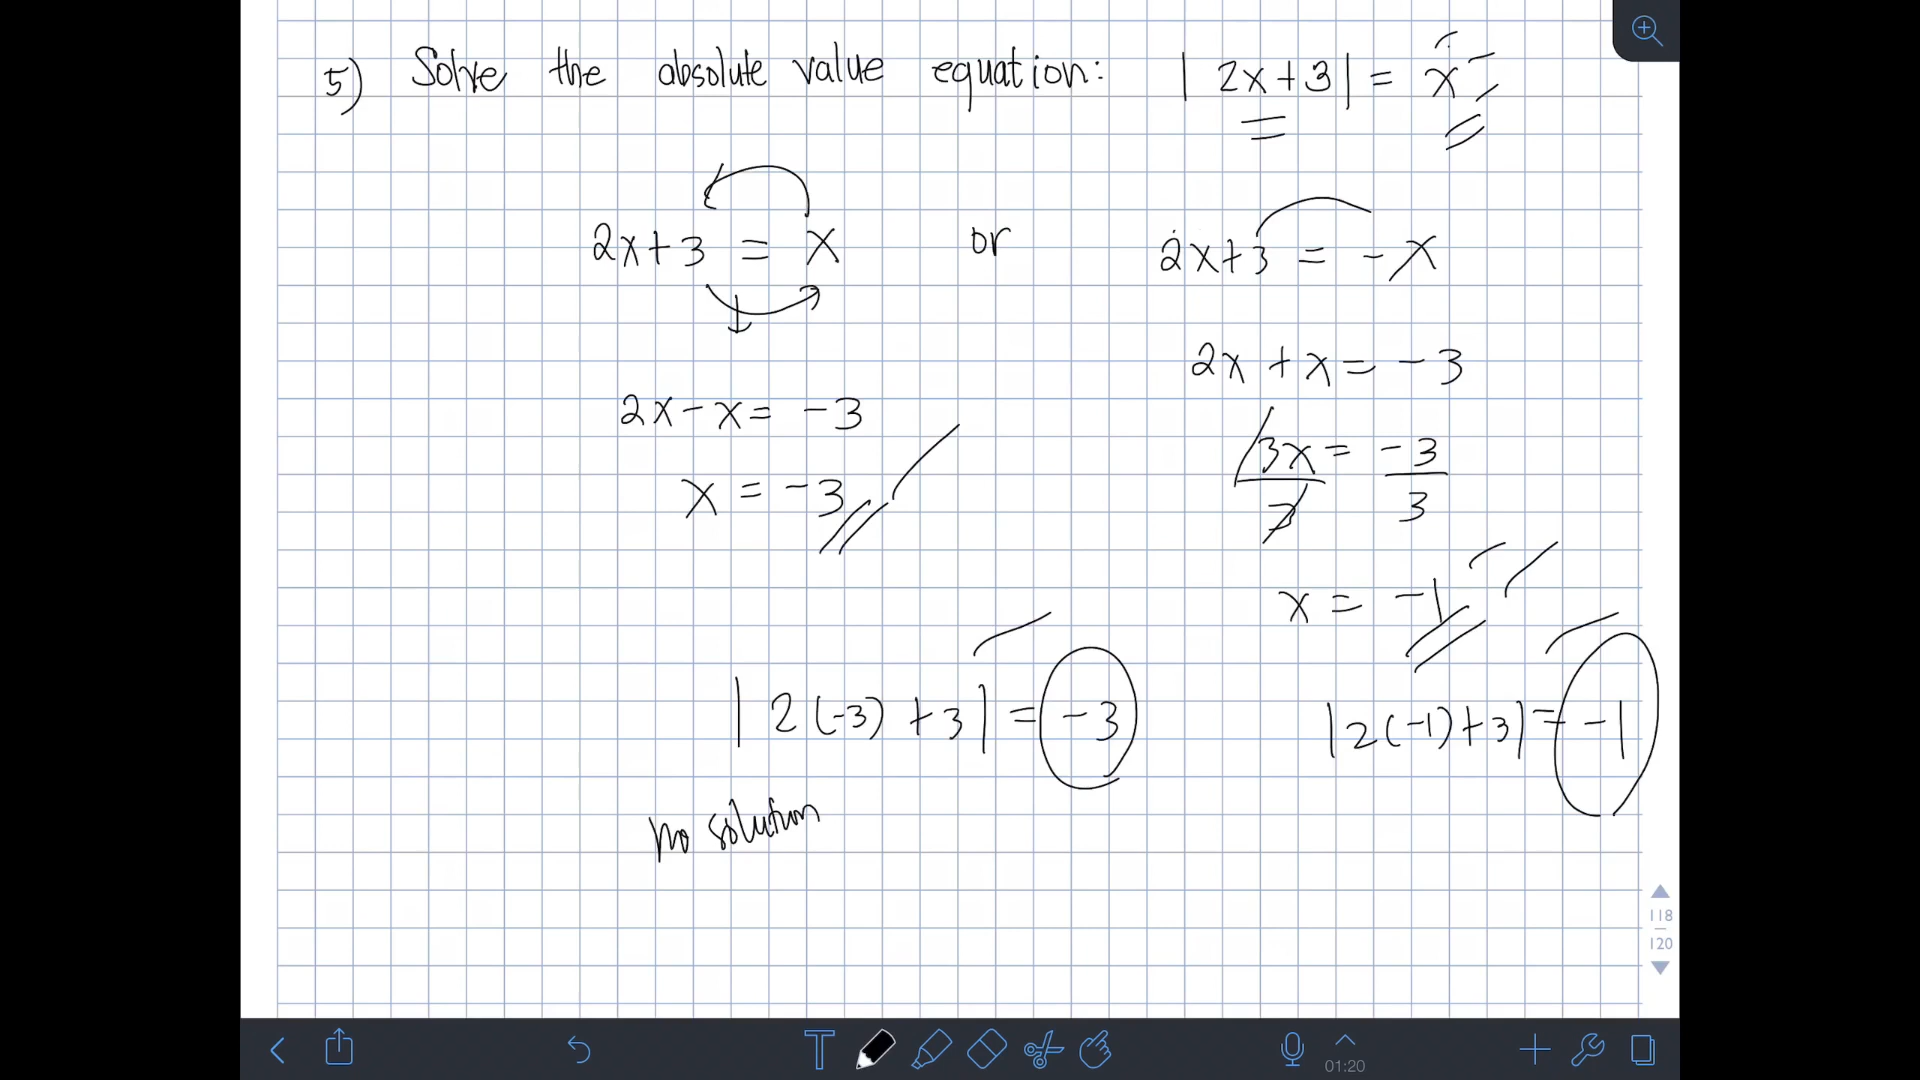 5) Solve the absolute value equation: |2x+3| = x
2x+3 = x or 2x+3 = -x
2x + x = -3
2x - x = -3
3x/3 = -3/3
x = -3
x = -1
|2(-3)+3| = -3 |2(-1)+3| = -1
no solution
118
120
T
01:20